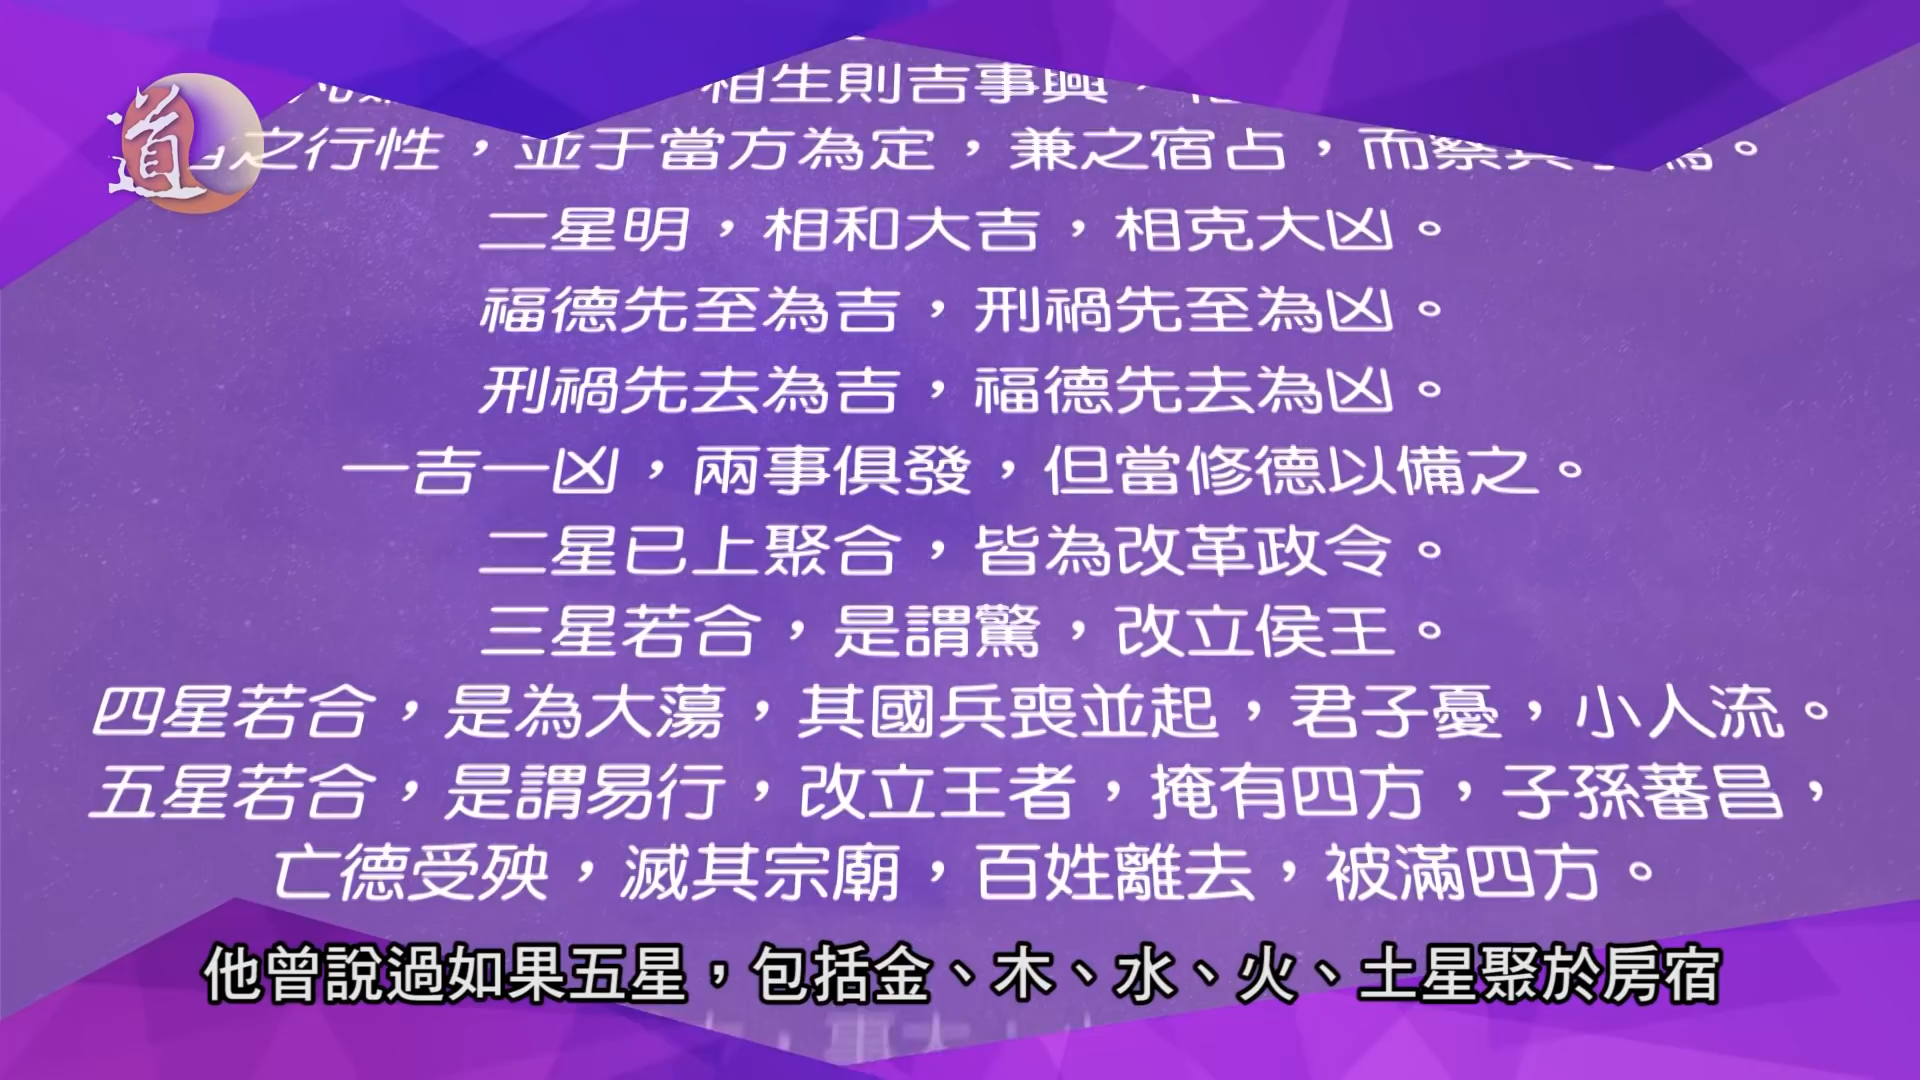 相生則吉事興，
道
之行性，並于當方為定，兼之宿占，而察其
二星明，相和大吉，相克大凶。
福德先至為吉，刑禍先至為凶。
刑禍先去為吉，福德先去為凶。
一吉一凶，兩事俱發，但當修德以備之。
二星已上聚合，皆為改革政令。
三星若合，是謂驚，改立侯王。
四星若合，是為大蕩，其國兵喪並起，君子憂，小人流。
五星若合，是謂易行，改立王者，掩有四方，子孫蕃昌，
亡德受殃，滅其宗廟，百姓離去，被滿四方。
他曾說過如果五星，包括金、木、水、火、土星聚於房宿